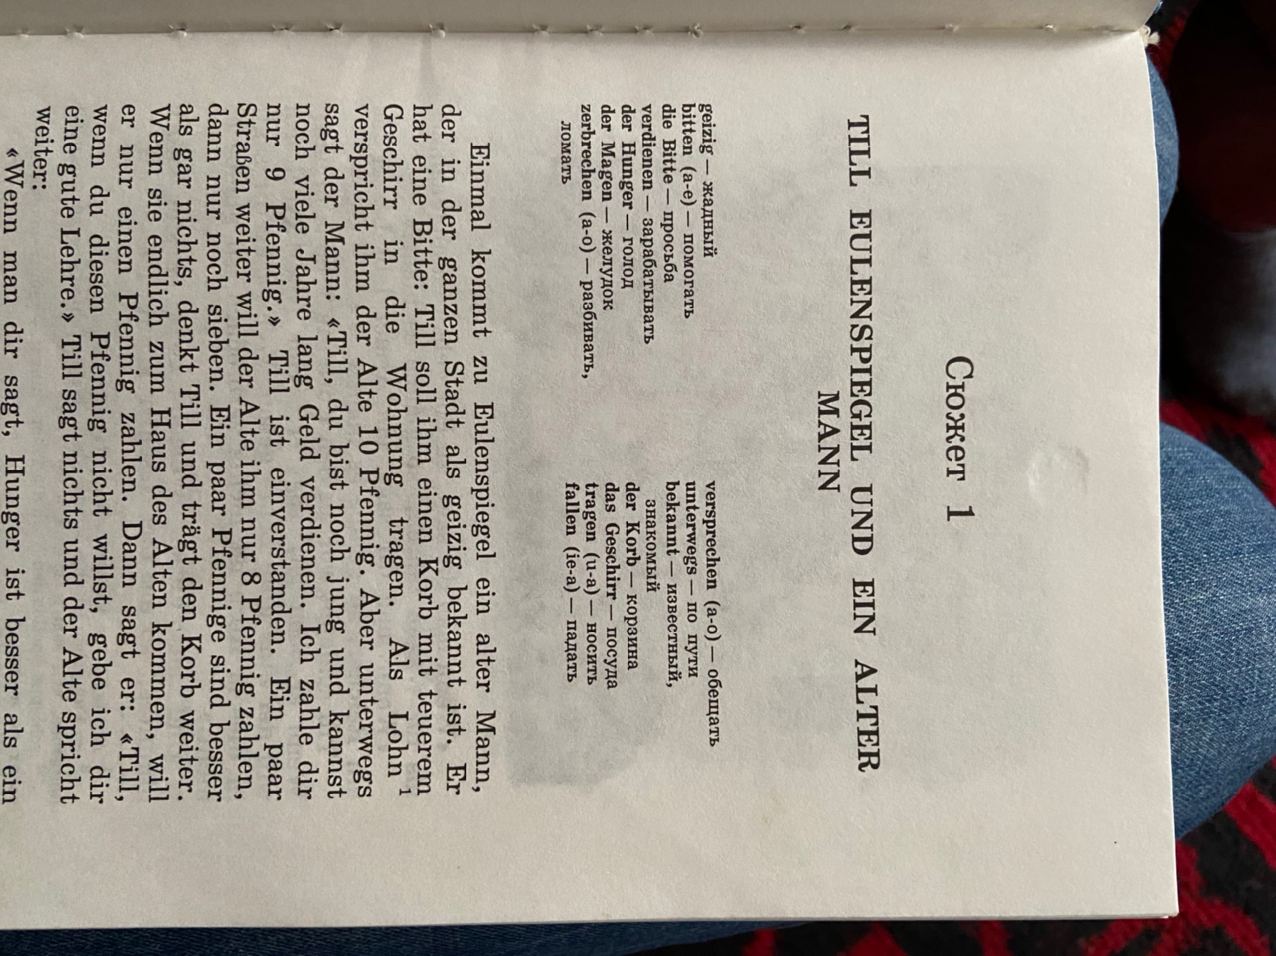 Сюжет 1
TILL EULENSPIEGEL UND EIN ALTER
MANN
geizig — жадный
bitten (a-e) — помогать
die Bitte — просьба
verdienen — зарабатывать
der Hunger — голод
der Magen — желудок
zerbrechen (a-o) — разбивать,
ломать
versprechen (a-o) — обещать
unterwegs — по пути
bekannt — известный,
знакомый
der Korb — корзина
das Geschirr — посуда
tragen (u-a) — носить
fallen (ie-a) — падать
Einmal kommt zu Eulenspiegel ein alter Mann,
der in der ganzen Stadt als geizig bekannt ist. Er
hat eine Bitte: Till soll ihm einen Korb mit teuerem
Geschirr in die Wohnung tragen. Als Lohn ¹
verspricht ihm der Alte 10 Pfennig. Aber unterwegs
sagt der Mann: «Till, du bist noch jung und kannst
noch viele Jahre lang Geld verdienen. Ich zahle dir
nur 9 Pfennig.» Till ist einverstanden. Ein paar
Straßen weiter will der Alte ihm nur 8 Pfennig zahlen,
dann nur noch sieben. Ein paar Pfennige sind besser
als gar nichts, denkt Till und trägt den Korb weiter.
Wenn sie endlich zum Haus des Alten kommen, will
er nur einen Pfennig zahlen. Dann sagt er: «Till,
wenn du diesen Pfennig nicht willst, gebe ich dir
eine gute Lehre.» Till sagt nichts und der Alte spricht
weiter:
«Wenn man dir sagt, Hunger ist besser als ein